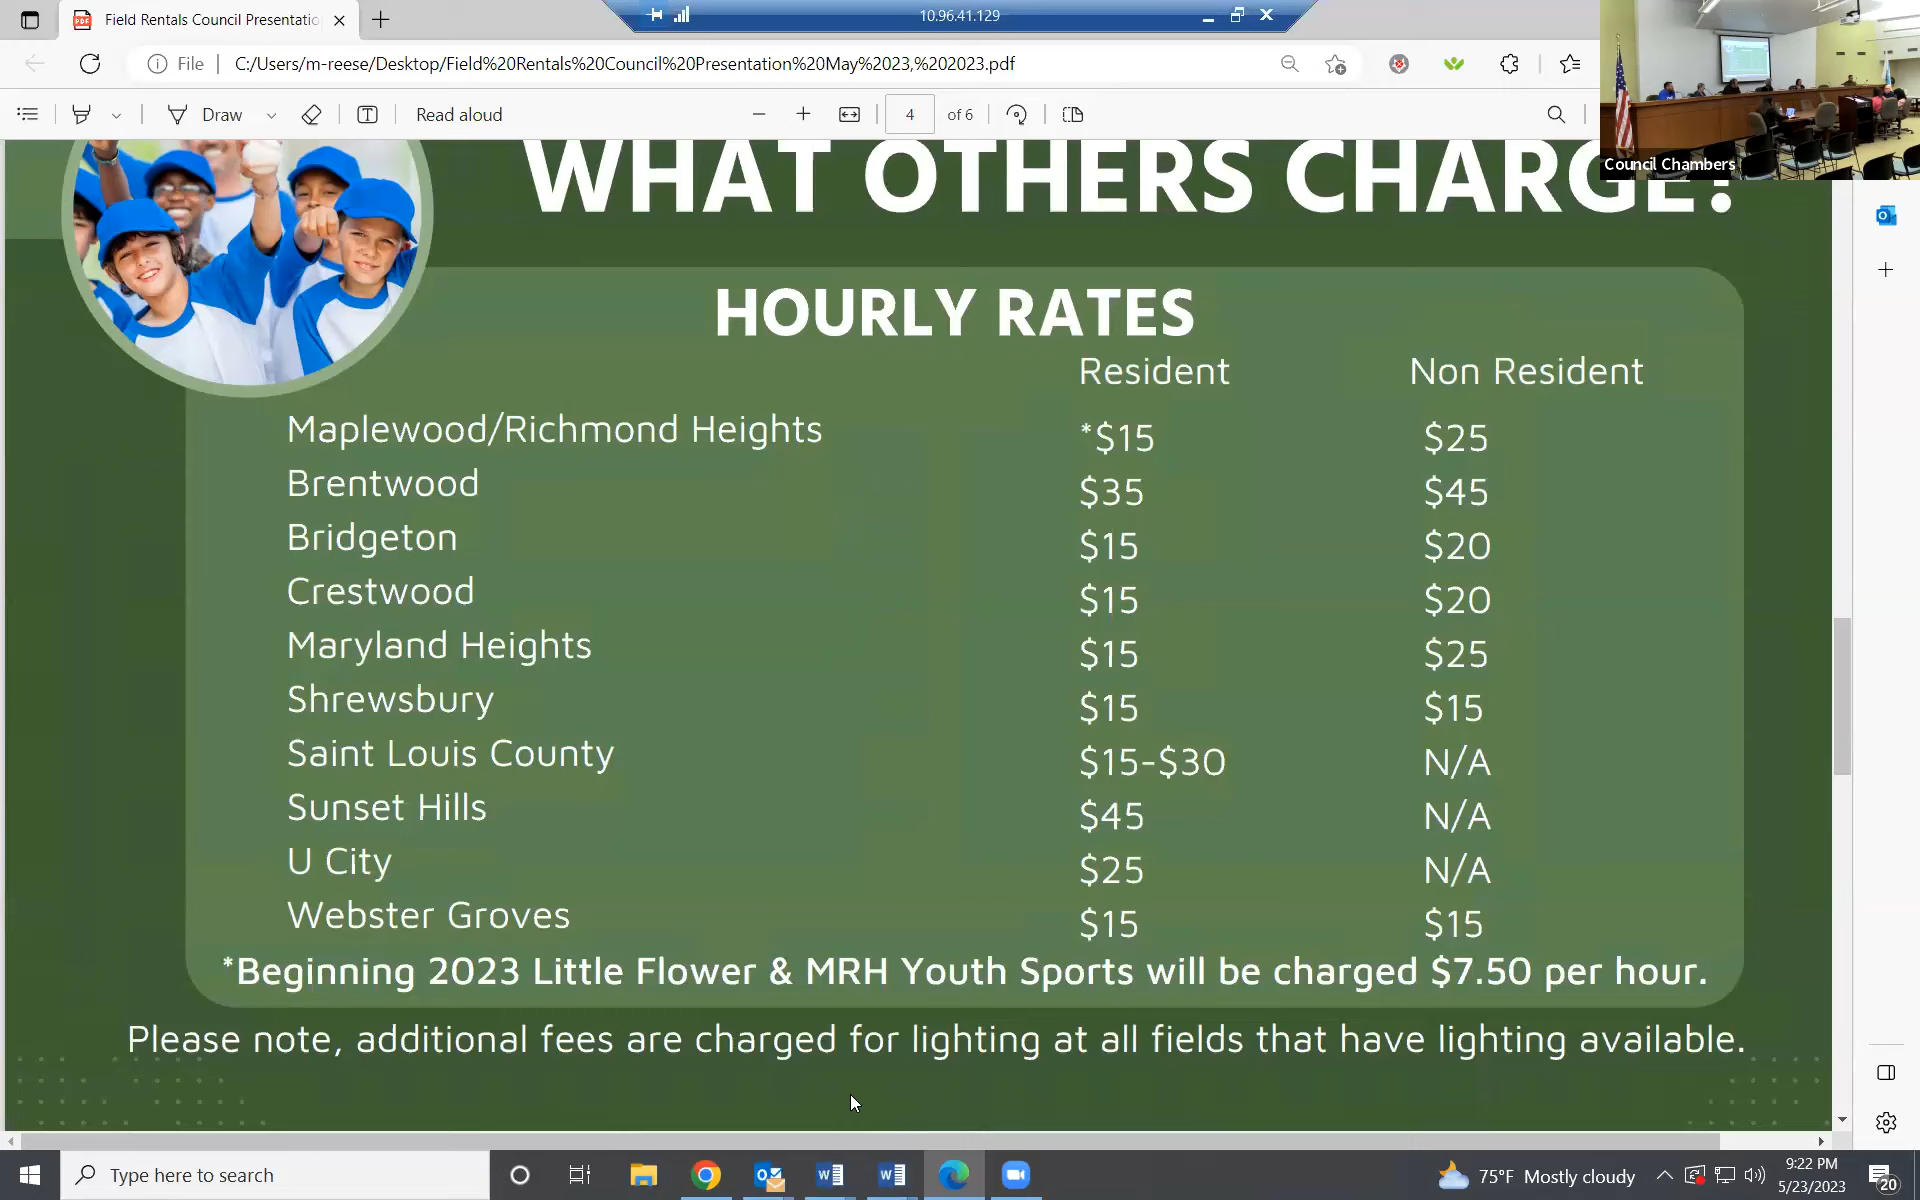 Field Rentals Council Presentatio
10.96.41.129
File C:/Users/m-reese/Desktop/Field%20Rentals%20Council%20Presentation%20May%2023,%202023.pdf
Draw Read aloud 4 of 6
Council Chambers
WHAT OTHERS CHARGE?
HOURLY RATES
Resident Non Resident
Maplewood/Richmond Heights *$15 $25
Brentwood $35 $45
Bridgeton $15 $20
Crestwood $15 $20
Maryland Heights $15 $25
Shrewsbury $15 $15
Saint Louis County $15-$30 N/A
Sunset Hills $45 N/A
U City $25 N/A
Webster Groves $15 $15
*Beginning 2023 Little Flower & MRH Youth Sports will be charged $7.50 per hour.
Please note, additional fees are charged for lighting at all fields that have lighting available.
Type here to search
75°F Mostly cloudy
9:22 PM
5/23/2023
20